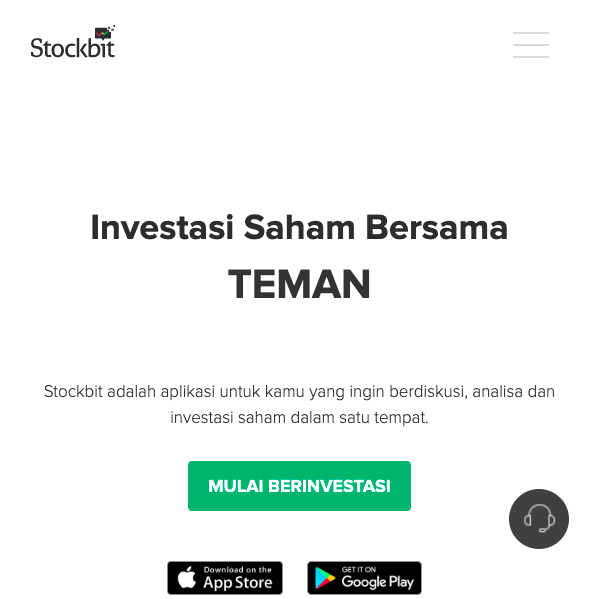 Stockbit
Investasi Saham Bersama
TEMAN
Stockbit adalah aplikasi untuk kamu yang ingin berdiskusi, analisa dan
investasi saham dalam satu tempat.
MULAI BERINVESTASI
Download on the
App Store
GET IT ON
Google Play